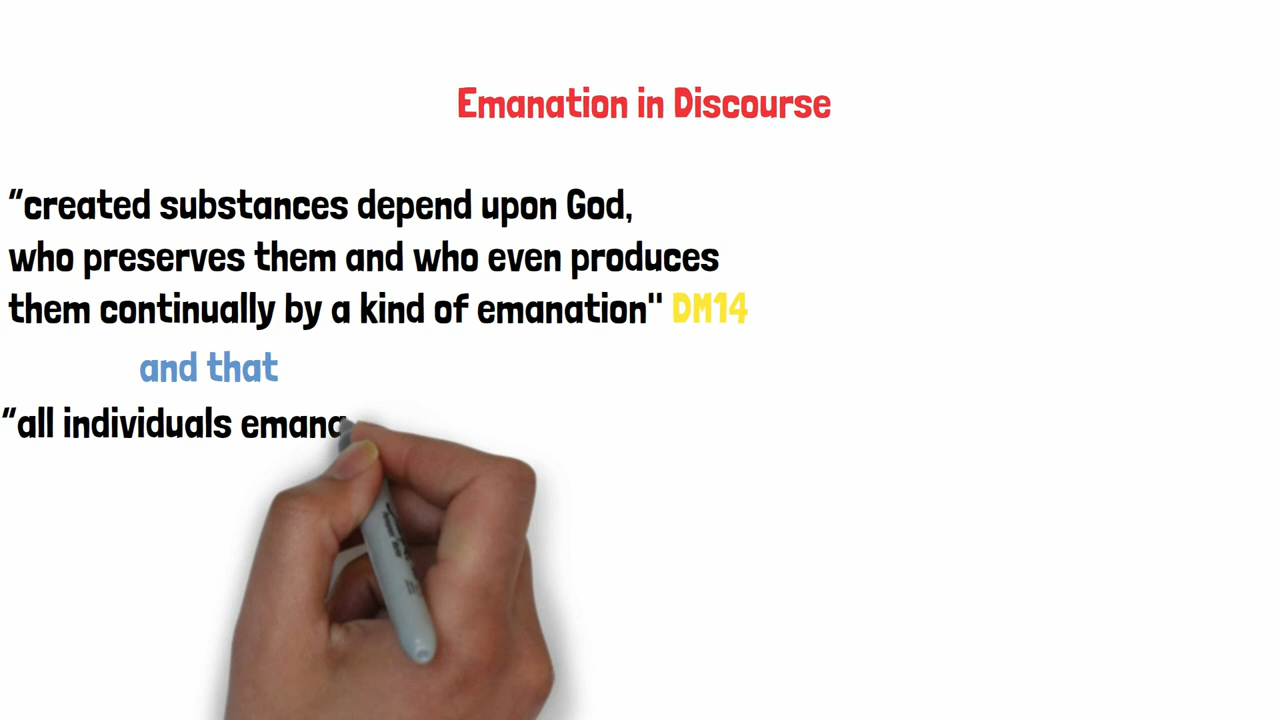 Emanation in Discourse
“created substances depend upon God,
who preserves them and who even produces
them continually by a kind of emanation" DM14
and that
“all individuals emana